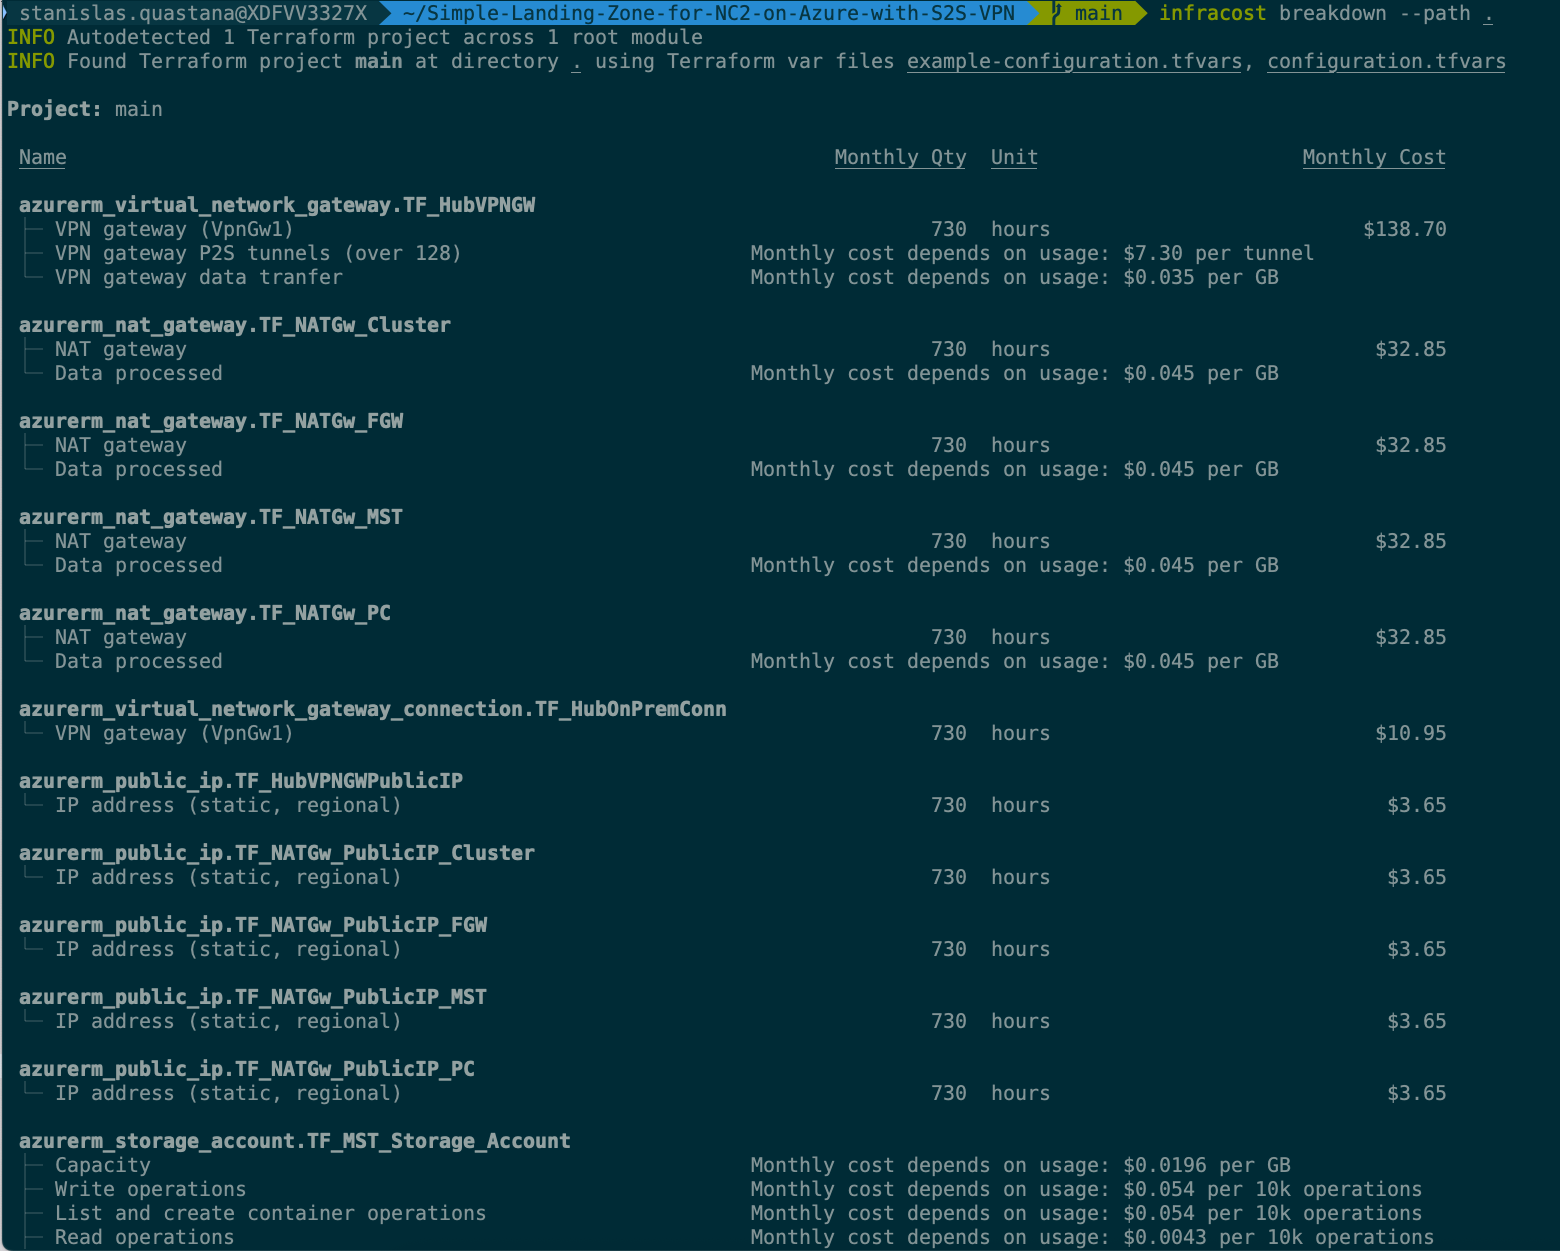 stanislas.quastana@XDFVV3327X ~/Simple-Landing-Zone-for-NC2-on-Azure-with-S2S-VPN main infracost breakdown --path .
INFO Autodetected 1 Terraform project across 1 root module
INFO Found Terraform project main at directory . using Terraform var files example-configuration.tfvars, configuration.tfvars
Project: main
Name Monthly Qty Unit Monthly Cost
azurerm_virtual_network_gateway.TF_HubVPNGW
├─ VPN gateway (VpnGw1) 730 hours $138.70
├─ VPN gateway P2S tunnels (over 128) Monthly cost depends on usage: $7.30 per tunnel
└─ VPN gateway data tranfer Monthly cost depends on usage: $0.035 per GB
azurerm_nat_gateway.TF_NATGw_Cluster
├─ NAT gateway 730 hours $32.85
└─ Data processed Monthly cost depends on usage: $0.045 per GB
azurerm_nat_gateway.TF_NATGw_FGW
├─ NAT gateway 730 hours $32.85
└─ Data processed Monthly cost depends on usage: $0.045 per GB
azurerm_nat_gateway.TF_NATGw_MST
├─ NAT gateway 730 hours $32.85
└─ Data processed Monthly cost depends on usage: $0.045 per GB
azurerm_nat_gateway.TF_NATGw_PC
├─ NAT gateway 730 hours $32.85
└─ Data processed Monthly cost depends on usage: $0.045 per GB
azurerm_virtual_network_gateway_connection.TF_HubOnPremConn
└─ VPN gateway (VpnGw1) 730 hours $10.95
azurerm_public_ip.TF_HubVPNGWPublicIP
└─ IP address (static, regional) 730 hours $3.65
azurerm_public_ip.TF_NATGw_PublicIP_Cluster
└─ IP address (static, regional) 730 hours $3.65
azurerm_public_ip.TF_NATGw_PublicIP_FGW
└─ IP address (static, regional) 730 hours $3.65
azurerm_public_ip.TF_NATGw_PublicIP_MST
└─ IP address (static, regional) 730 hours $3.65
azurerm_public_ip.TF_NATGw_PublicIP_PC
└─ IP address (static, regional) 730 hours $3.65
azurerm_storage_account.TF_MST_Storage_Account
├─ Capacity Monthly cost depends on usage: $0.0196 per GB
├─ Write operations Monthly cost depends on usage: $0.054 per 10k operations
├─ List and create container operations Monthly cost depends on usage: $0.054 per 10k operations
├─ Read operations Monthly cost depends on usage: $0.0043 per 10k operations